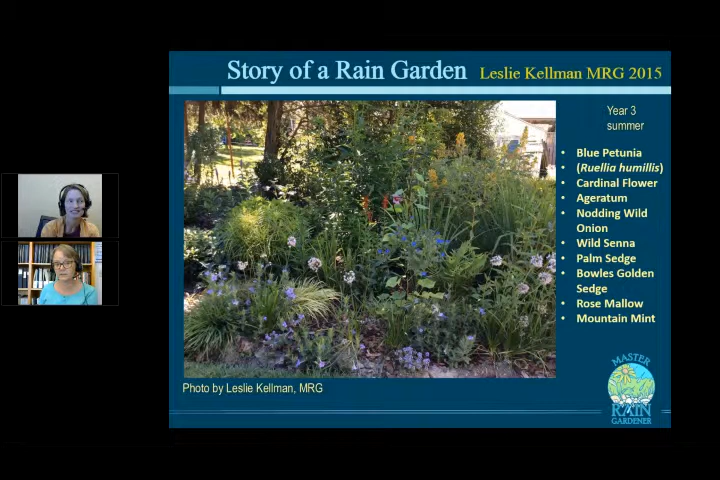 Story of a Rain Garden Leslie Kellman MRG 2015
Year 3
summer
• Blue Petunia
• (Ruellia humillis)
• Cardinal Flower
• Ageratum
• Nodding Wild
Onion
• Wild Senna
• Palm Sedge
• Bowles Golden
Sedge
• Rose Mallow
• Mountain Mint
Photo by Leslie Kellman, MRG
MASTER
RAIN
GARDENER